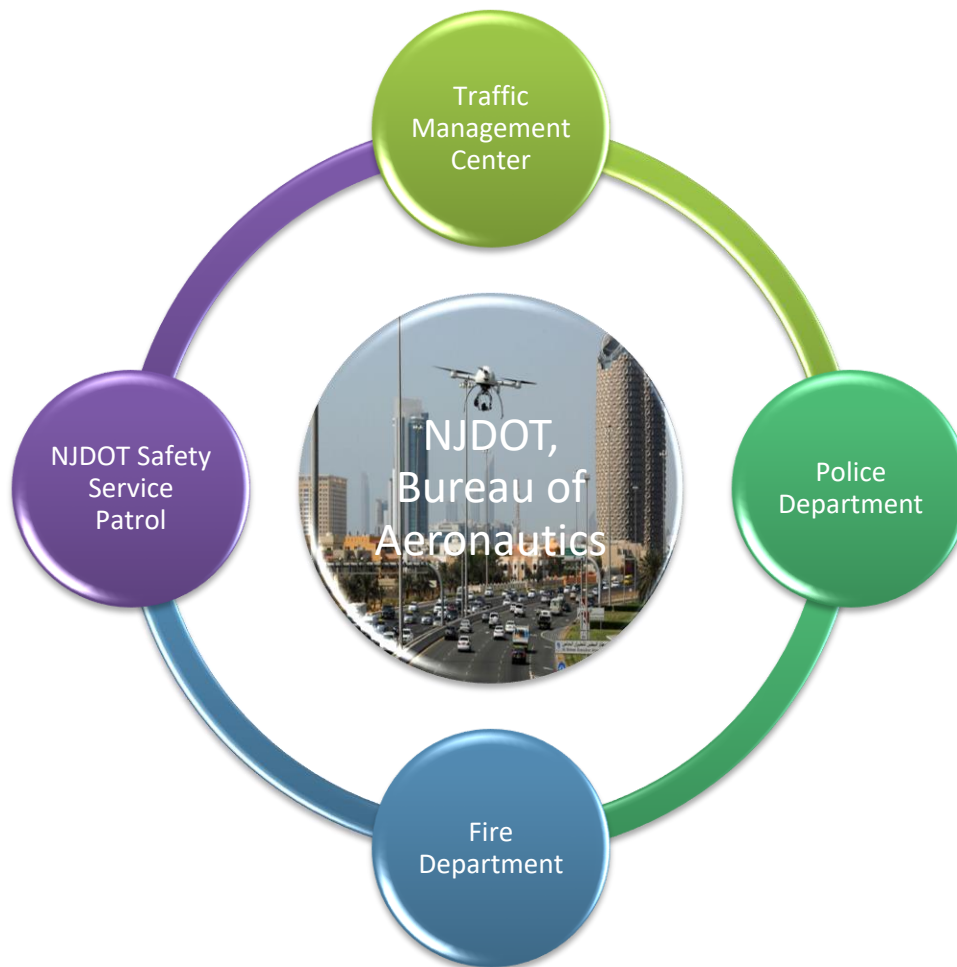 Traffic
Management
Center
NJDOT Safety
Service
Patrol
NJDOT,
Bureau of
Aeronautics
Police
Department
Fire
Department